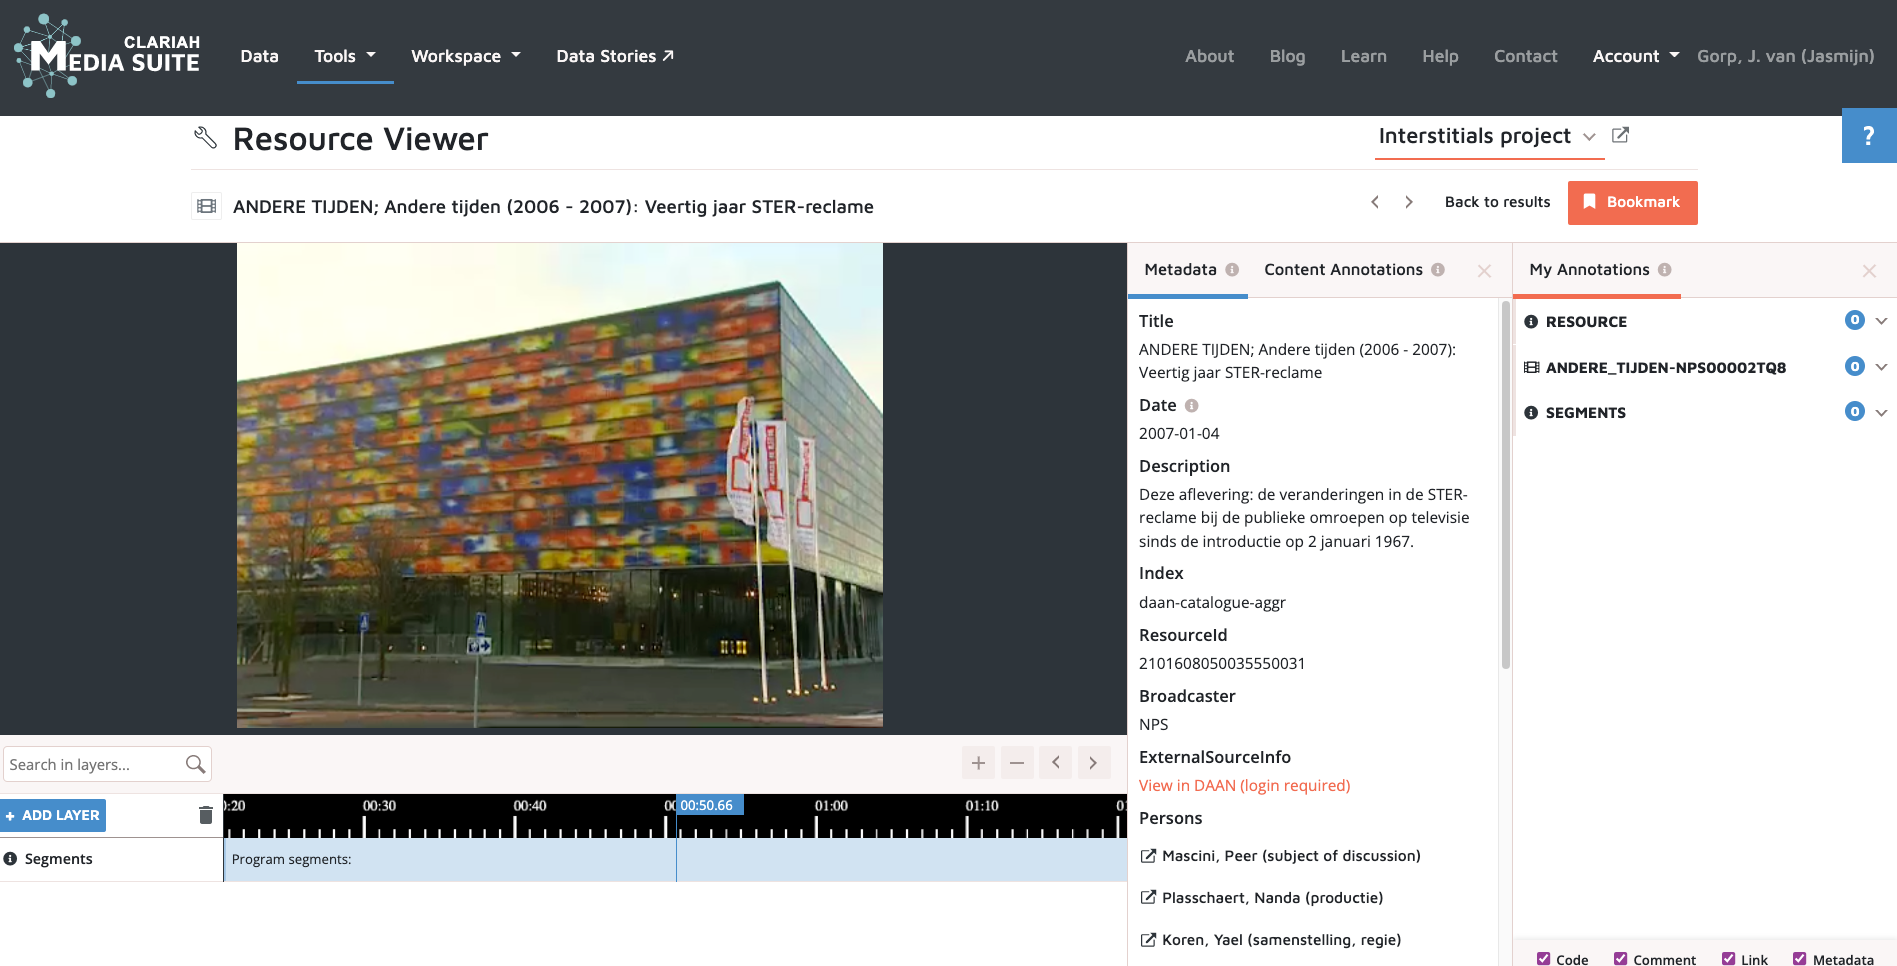 CLARIAH
MEDIA SUITE
Data
Tools
Workspace
Data Stories
About
Blog
Learn
Help
Contact
Account
Gorp, J. van (Jasmijn)
Resource Viewer
Interstitials project
?
ANDERE TIJDEN; Andere tijden (2006 - 2007): Veertig jaar STER-reclame
Back to results
Bookmark
Metadata
Content Annotations
My Annotations
Title
ANDERE TIJDEN; Andere tijden (2006 - 2007):
Veertig jaar STER-reclame
Date
2007-01-04
Description
Deze aflevering: de veranderingen in de STER-
reclame bij de publieke omroepen op televisie
sinds de introductie op 2 januari 1967.
Index
daan-catalogue-aggr
ResourceId
2101608050035550031
Broadcaster
NPS
ExternalSourceInfo
View in DAAN (login required)
Persons
Mascini, Peer (subject of discussion)
Plasschaert, Nanda (productie)
Koren, Yael (samenstelling, regie)
RESOURCE
0
ANDERE_TIJDEN-NPS00002TQ8
0
SEGMENTS
0
Search in layers...
+ ADD LAYER
:20
00:30
00:40
00:50.66
01:00
01:10
Segments
Program segments:
Code
Comment
Link
Metadata